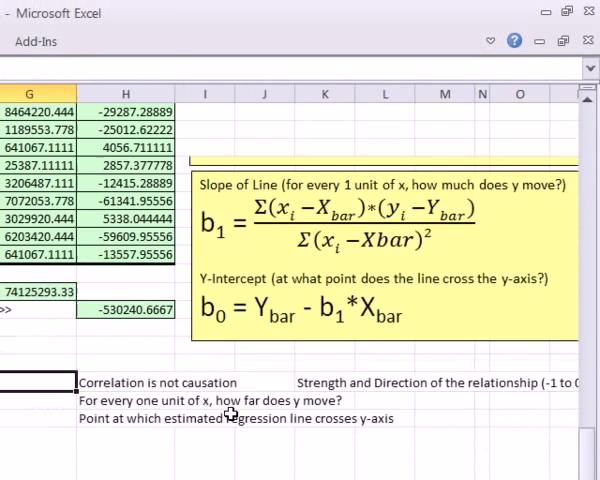 - Microsoft Excel
Add-Ins
G H I J K L M N O
8464220.444 -29287.28889
1189553.778 -25012.62222
641067.1111 4056.711111
25387.11111 2857.377778
3206487.111 -12415.28889
7072053.778 -61341.95556
3029920.444 5338.044444
6203420.444 -59609.95556
641067.1111 -13557.95556
74125293.33
>> -530240.6667
Slope of Line (for every 1 unit of x, how much does y move?)
b₁ = Σ(xᵢ −X_bar)∗(yᵢ −Y_bar)
Σ(xᵢ −Xbar)²
Y-Intercept (at what point does the line cross the y-axis?)
b₀ = Y_bar - b₁*X_bar
Correlation is not causation Strength and Direction of the relationship (-1 to 0
For every one unit of x, how far does y move?
Point at which estimated regression line crosses y-axis